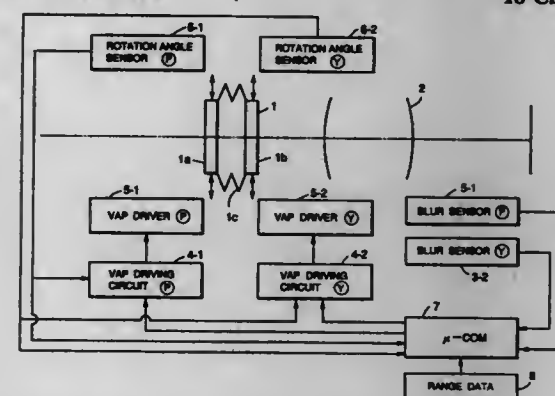 6-1
ROTATION ANGLE
SENSOR P
6-2
ROTATION ANGLE
SENSOR Y
1
2
1a
1b
1c
5-1
VAP DRIVER P
5-2
VAP DRIVER Y
5-1
BLUR SENSOR P
4-1
VAP DRIVING
CIRCUIT P
4-2
VAP DRIVING
CIRCUIT Y
BLUR SENSOR Y
3-2
7
μ-COM
8
RANGE DATA